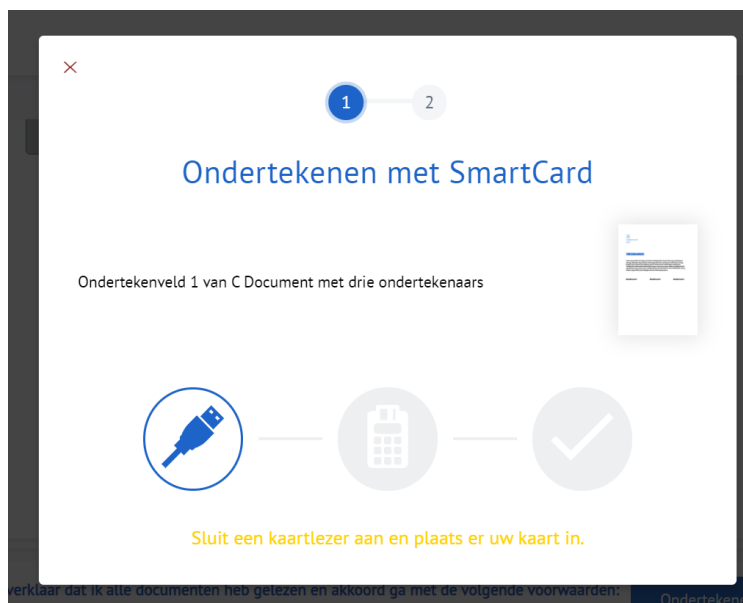 1
2
Ondertekenen met SmartCard
Ondertekenveld 1 van C Document met drie ondertekenaars
Sluit een kaartlezer aan en plaats er uw kaart in.
verklaar dat ik alle documenten heb gelezen en akkoord ga met de volgende voorwaarden: